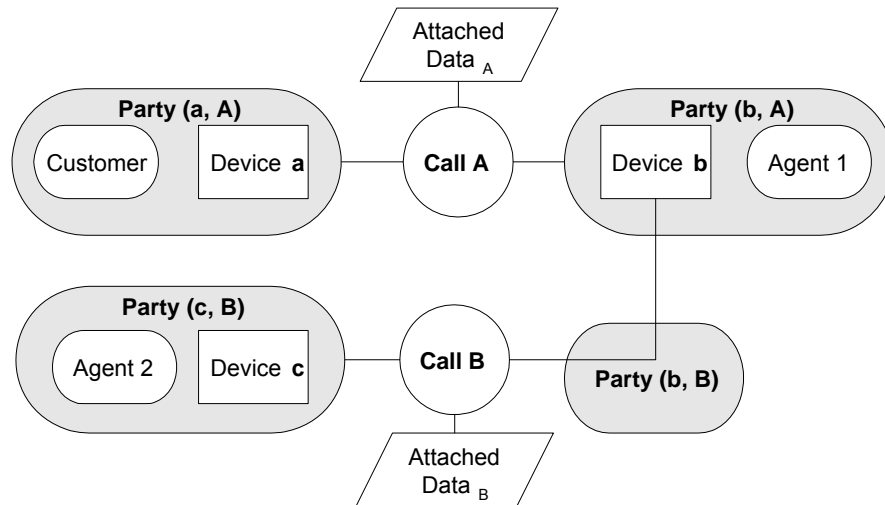 Attached
Data A
Party (a, A)
Customer
Device a
Call A
Party (b, A)
Device b
Agent 1
Party (c, B)
Agent 2
Device c
Call B
Party (b, B)
Attached
Data B